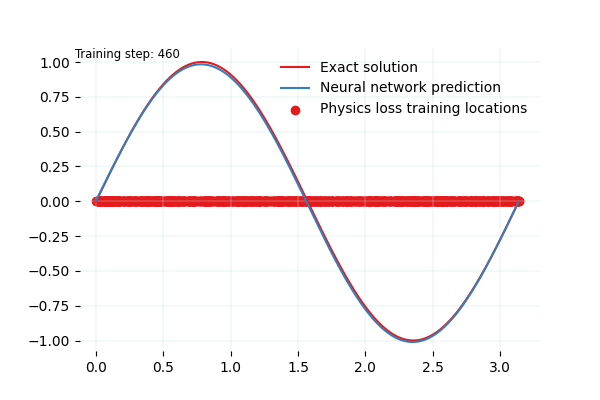 Training step: 460
Exact solution
Neural network prediction
Physics loss training locations
1.00
0.75
0.50
0.25
0.00
−0.25
−0.50
−0.75
−1.00
0.0 0.5 1.0 1.5 2.0 2.5 3.0